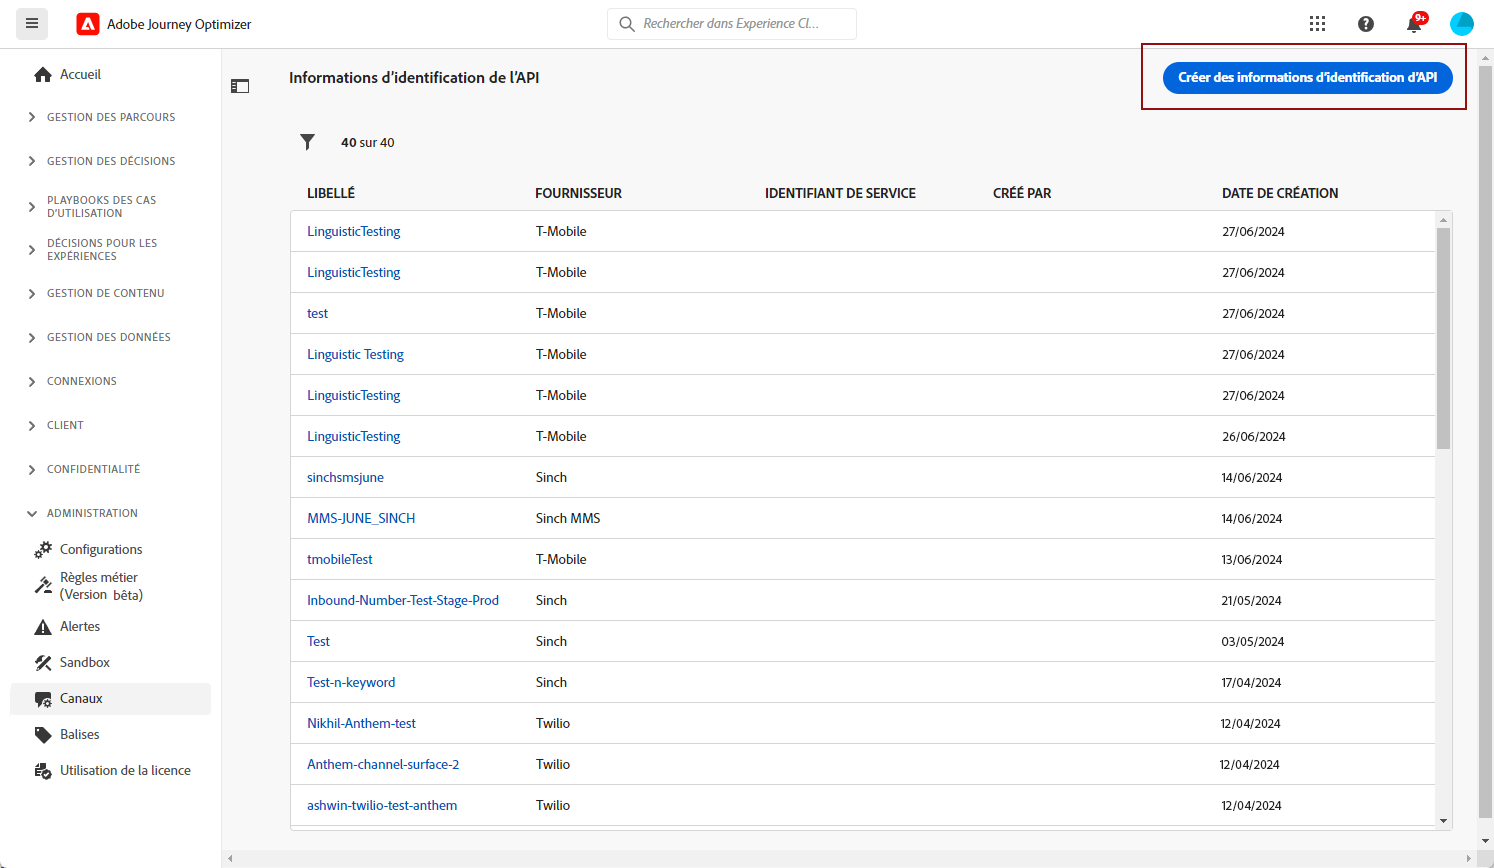 Adobe Journey Optimizer
Rechercher dans Experience Cl...
9+
Accueil
GESTION DES PARCOURS
GESTION DES DÉCISIONS
PLAYBOOKS DES CAS
D'UTILISATION
DÉCISIONS POUR LES
EXPÉRIENCES
GESTION DE CONTENU
GESTION DES DONNÉES
CONNEXIONS
CLIENT
CONFIDENTIALITÉ
ADMINISTRATION
Configurations
Règles métier
(Version bêta)
Alertes
Sandbox
Canaux
Balises
Utilisation de la licence
Informations d'identification de l'API
Créer des informations d'identification d'API
40 sur 40
LIBELLÉ FOURNISSEUR IDENTIFIANT DE SERVICE CRÉÉ PAR DATE DE CRÉATION
LinguisticTesting T-Mobile 27/06/2024
LinguisticTesting T-Mobile 27/06/2024
test T-Mobile 27/06/2024
Linguistic Testing T-Mobile 27/06/2024
LinguisticTesting T-Mobile 27/06/2024
LinguisticTesting T-Mobile 26/06/2024
sinchsmsjune Sinch 14/06/2024
MMS-JUNE_SINCH Sinch MMS 14/06/2024
tmobileTest T-Mobile 13/06/2024
Inbound-Number-Test-Stage-Prod Sinch 21/05/2024
Test Sinch 03/05/2024
Test-n-keyword Sinch 17/04/2024
Nikhil-Anthem-test Twilio 12/04/2024
Anthem-channel-surface-2 Twilio 12/04/2024
ashwin-twilio-test-anthem Twilio 12/04/2024